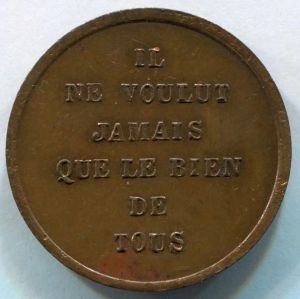 IL
NE VOULUT
JAMAIS
QUE LE BIEN
DE
TOUS